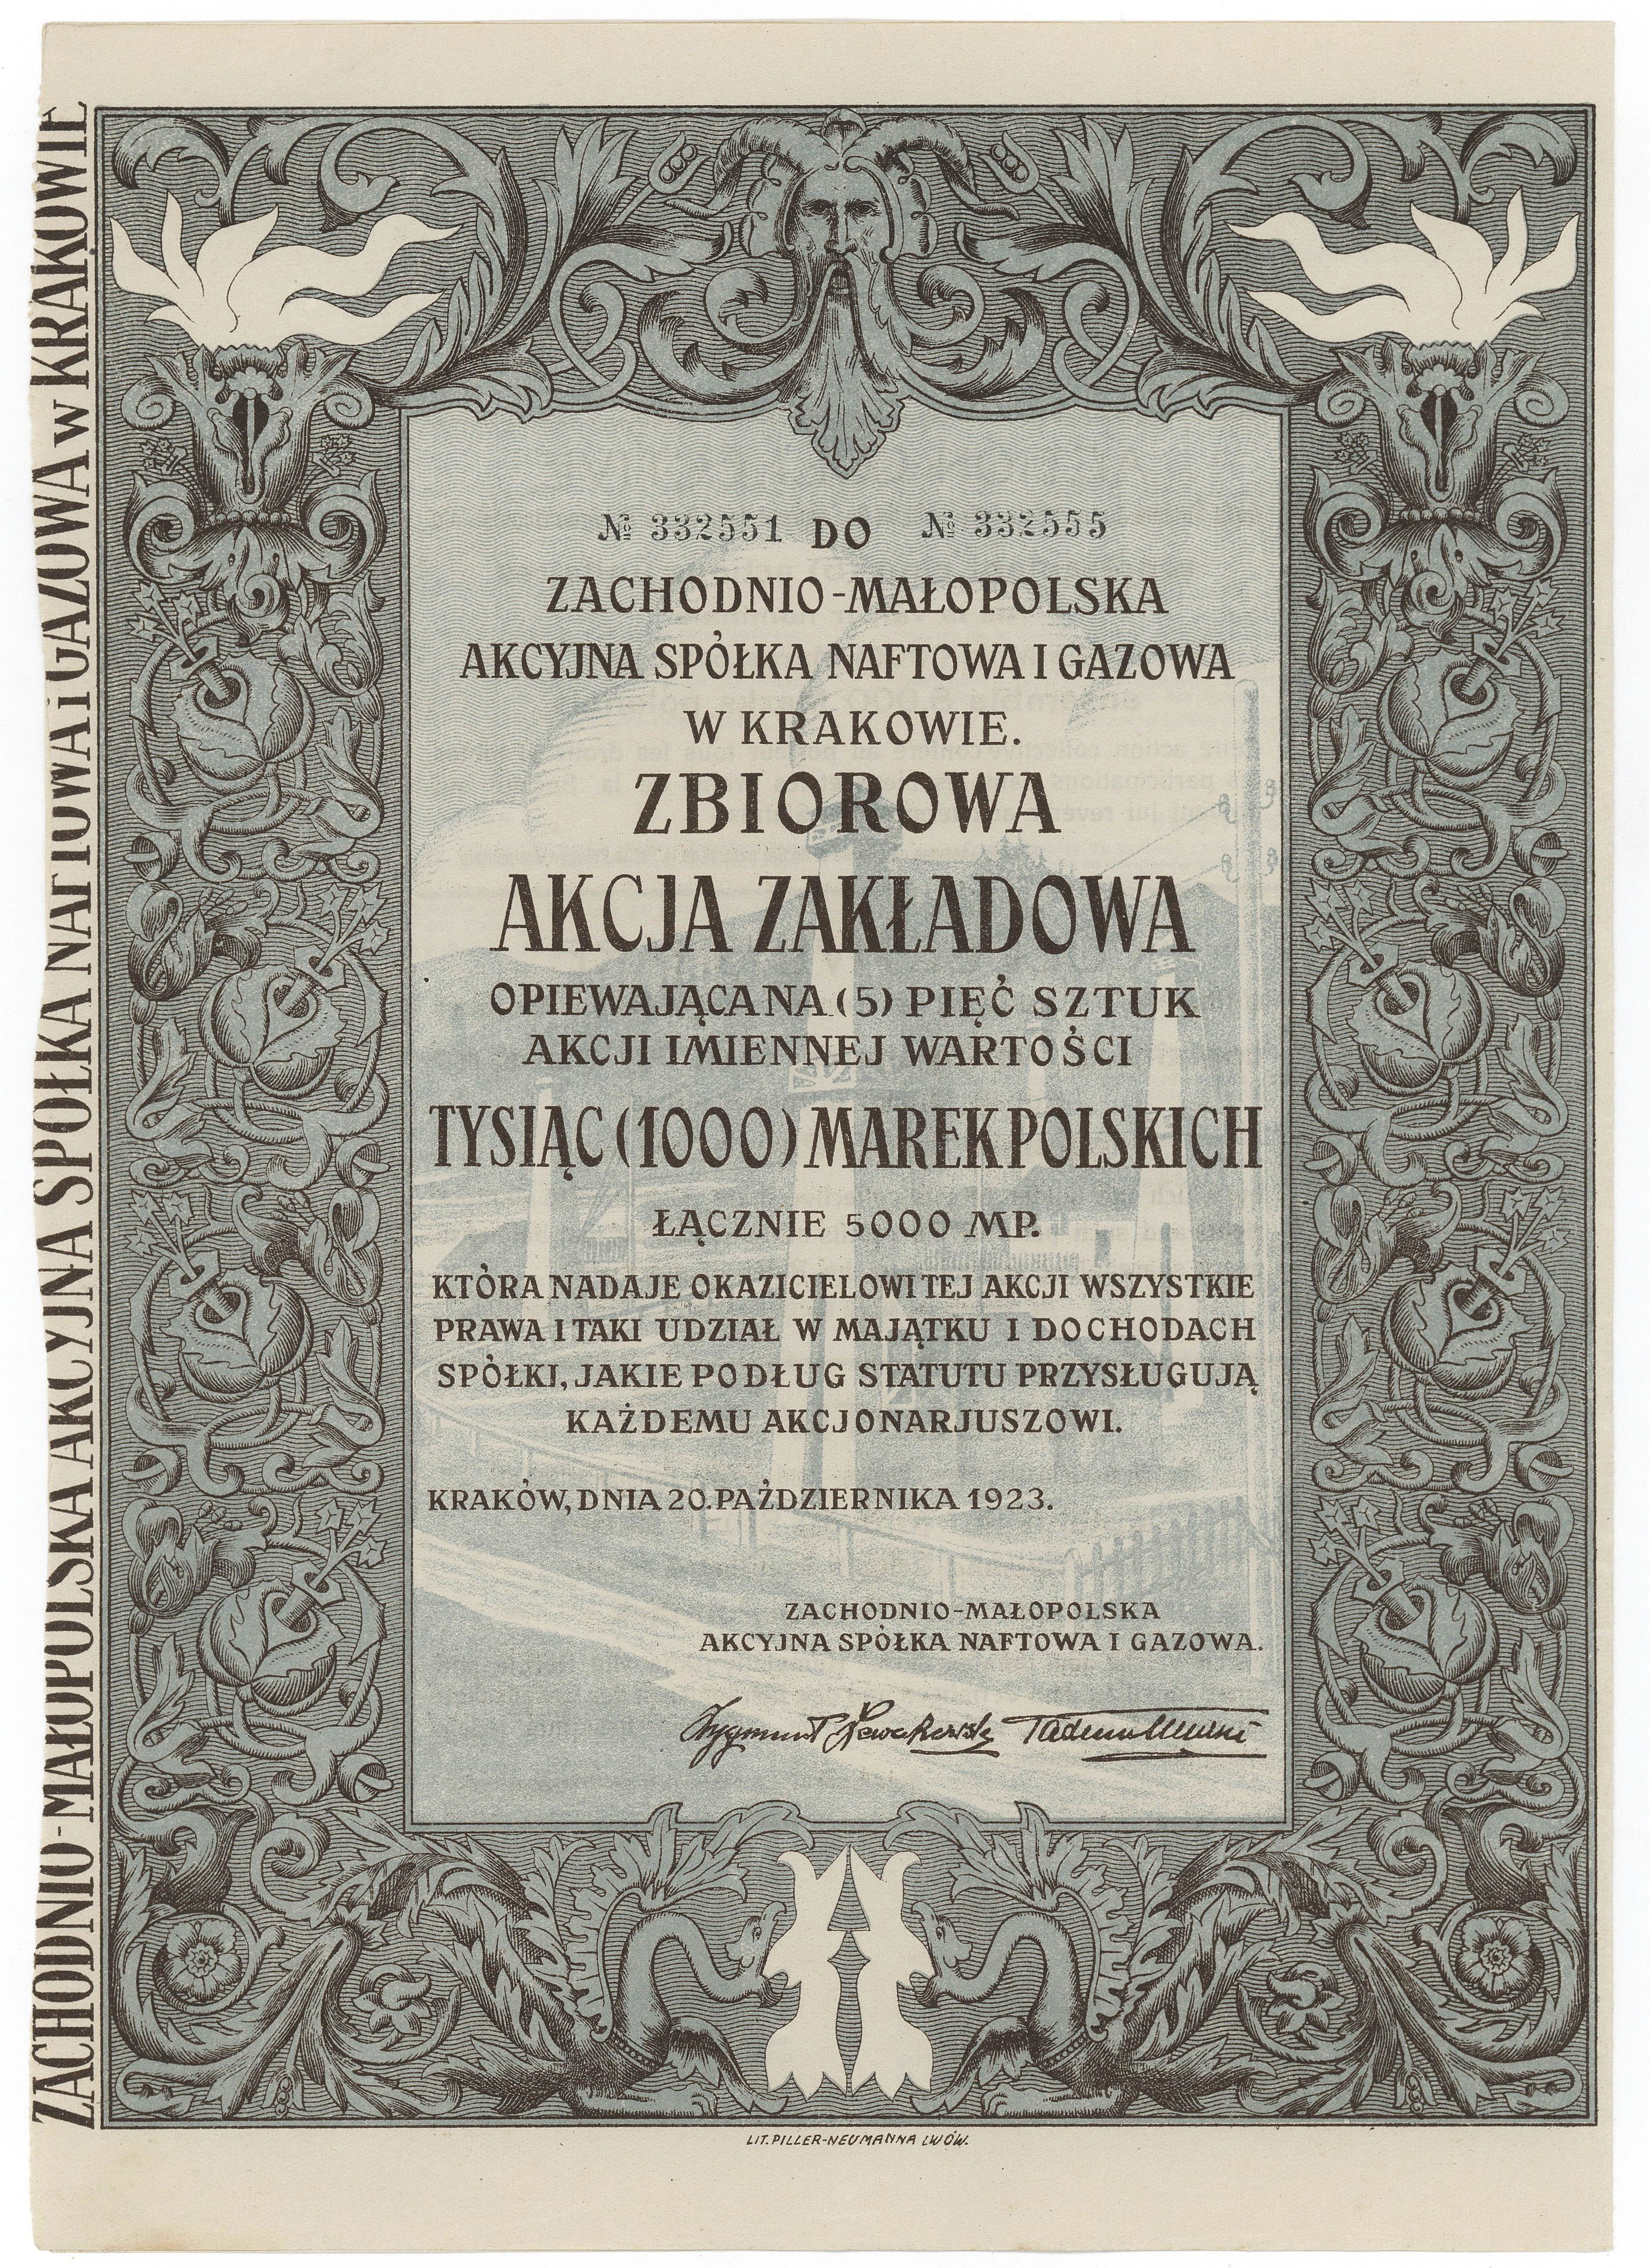 № 332551 DO № 332555
ZACHODNIO-MAŁOPOLSKA
AKCYJNA SPÓŁKA NAFTOWA I GAZOWA
W KRAKOWIE.
ZBIOROWA
AKCJA ZAKŁADOWA
OPIEWAJĄCA NA (5) PIĘĆ SZTUK
AKCJI IMIENNEJ WARTOŚCI
TYSIĄC (1000) MAREK POLSKICH
ŁĄCZNIE 5000 MP.
KTÓRA NADAJE OKAZICIELOWI TEJ AKCJI WSZYSTKIE
PRAWA I TAKI UDZIAŁ W MAJĄTKU I DOCHODACH
SPÓŁKI, JAKIE PODŁUG STATUTU PRZYSŁUGUJĄ
KAŻDEMU AKCJONARJUSZOWI.
KRAKÓW, DNIA 20. PAŹDZIERNIKA 1923.
ZACHODNIO-MAŁOPOLSKA
AKCYJNA SPÓŁKA NAFTOWA I GAZOWA.
Zygmunt Nowakowski Tadeusz
LIT. PILLER-NEUMANNA LWÓW.
ZACHODNIO-MAŁOPOLSKA AKCYJNA SPÓŁKA NAFTOWA i GAZOWA w KRAKOWIE